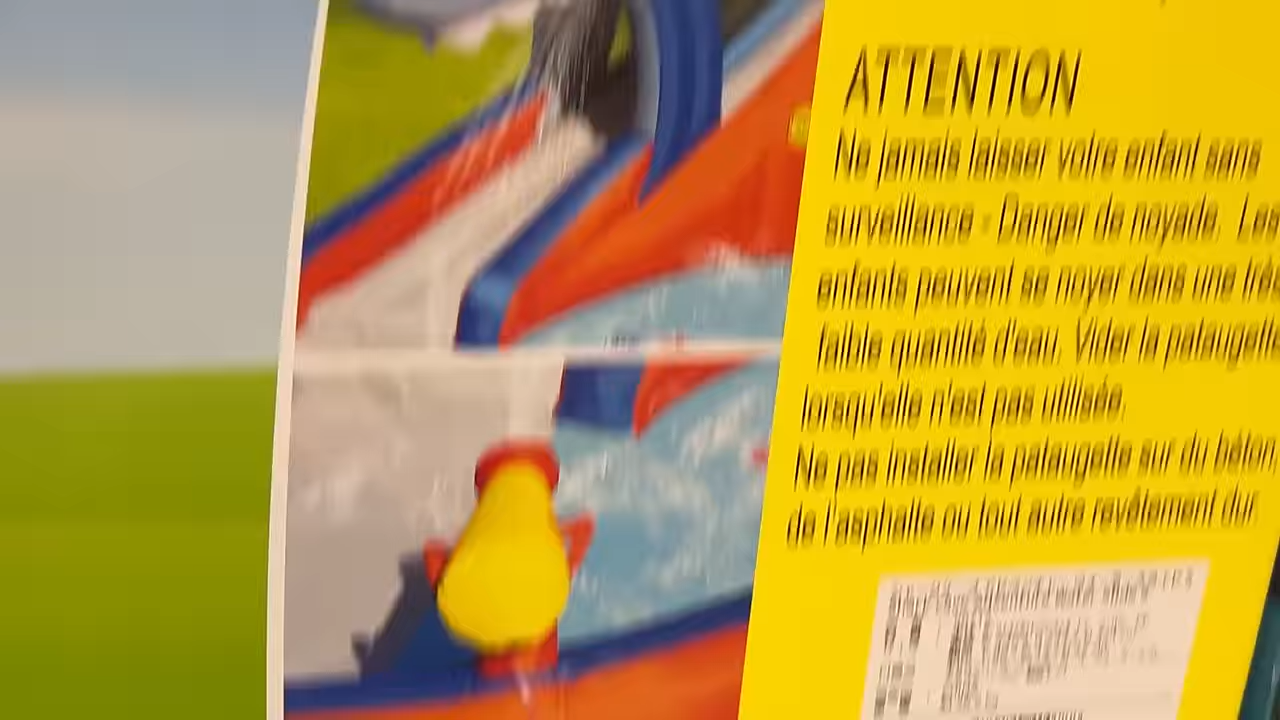 ATTENTION
Ne jamais laisser votre enfant sans
surveillance - Danger de noyade. Les
enfants peuvent se noyer dans une très
faible quantité d'eau. Vider la pataugette
lorsqu'elle n'est pas utilisée.
Ne pas installer la pataugette sur du béton,
de l'asphalte ou tout autre revêtement dur